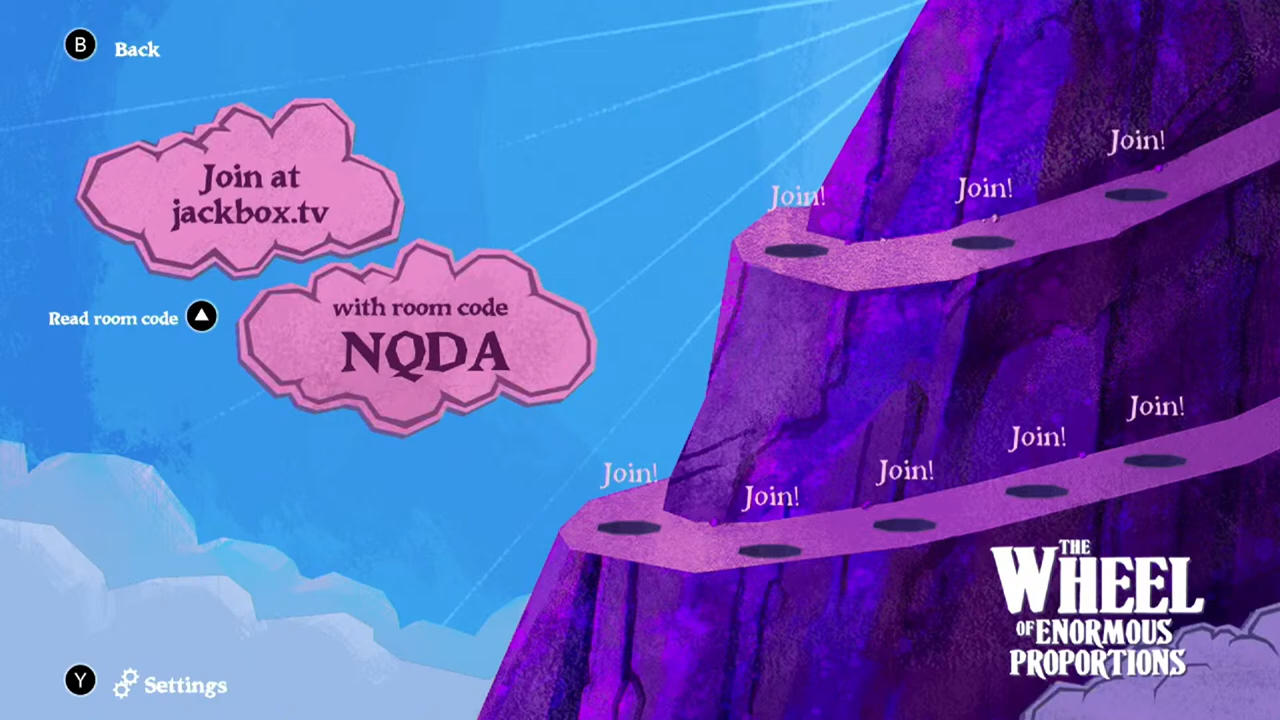 B Back
Join at
jackbox.tv
with room code
NQDA
Read room code
Join!
Join!
Join!
Join!
Join!
Join!
Join!
Join!
THE
WHEEL
OF ENORMOUS
PROPORTIONS
Y Settings